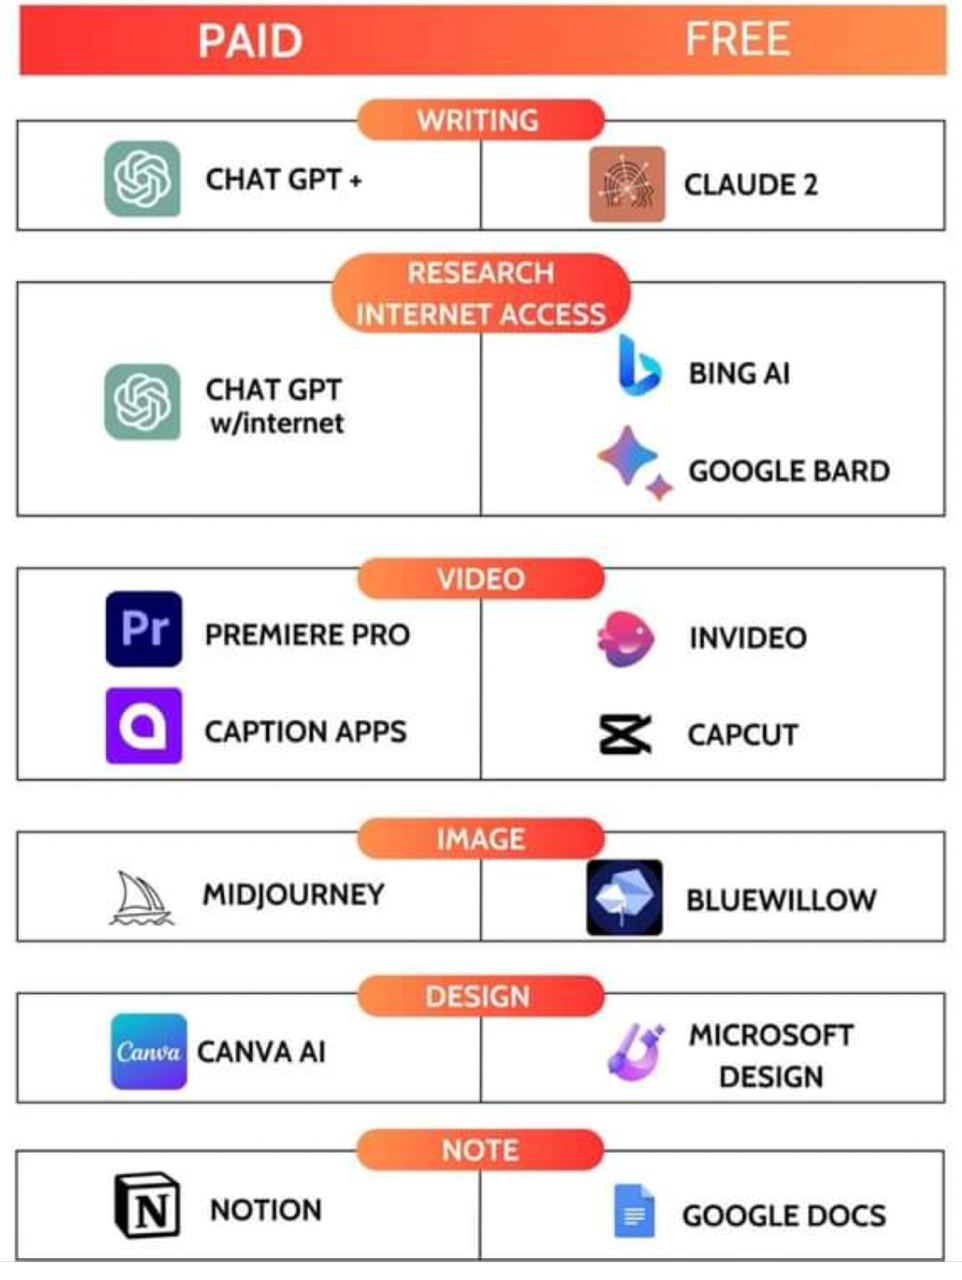 PAID FREE
WRITING
CHAT GPT + CLAUDE 2
RESEARCH
INTERNET ACCESS
CHAT GPT
w/internet
BING AI
GOOGLE BARD
VIDEO
Pr PREMIERE PRO INVIDEO
CAPTION APPS CAPCUT
IMAGE
MIDJOURNEY BLUEWILLOW
DESIGN
Canva CANVA AI
MICROSOFT
DESIGN
NOTE
N NOTION GOOGLE DOCS